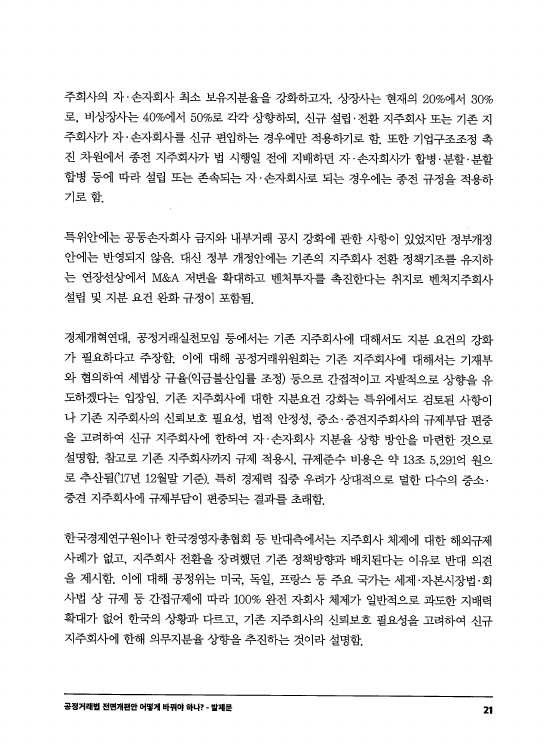 주회사의 자·손자회사 최소 보유지분율을 강화하고자, 상장사는 현재의 20%에서 30%
로, 비상장사는 40%에서 50%로 각각 상향하되, 신규 설립·전환 지주회사 또는 기존 지
주회사가 자·손자회사를 신규 편입하는 경우에만 적용하기로 함. 또한 기업구조조정 촉
진 차원에서 종전 지주회사가 법 시행일 전에 지배하던 자·손자회사가 합병·분할·분할
합병 등에 따라 설립 또는 존속되는 자·손자회사로 되는 경우에는 종전 규정을 적용하
기로 함.
특위안에는 공동손자회사 금지와 내부거래 공시 강화에 관한 사항이 있었지만 정부개정
안에는 반영되지 않음. 대신 정부 개정안에는 기존의 지주회사 전환 정책기조를 유지하
는 연장선상에서 M&A 저변을 확대하고 벤처투자를 촉진한다는 취지로 벤처지주회사
설립 및 지분 요건 완화 규정이 포함됨.
경제개혁연대, 공정거래실천모임 등에서는 기존 지주회사에 대해서도 지분 요건의 강화
가 필요하다고 주장함. 이에 대해 공정거래위원회는 기존 지주회사에 대해서는 기재부
와 협의하여 세법상 규율(익금불산입률 조정) 등으로 간접적이고 자발적으로 상향을 유
도하겠다는 입장임. 기존 지주회사에 대한 지분요건 강화는 특위에서도 검토된 사항이
나 기존 지주회사의 신뢰보호 필요성, 법적 안정성, 중소·중견지주회사의 규제부담 편중
을 고려하여 신규 지주회사에 한하여 자·손자회사 지분율 상향 방안을 마련한 것으로
설명함. 참고로 기존 지주회사까지 규제 적용시, 규제준수 비용은 약 13조 5,291억 원으
로 추산됨('17년 12월말 기준). 특히 경제력 집중 우려가 상대적으로 덜한 다수의 중소·
중견 지주회사에 규제부담이 편중되는 결과를 초래함.
한국경제연구원이나 한국경영자총협회 등 반대측에서는 지주회사 체제에 대한 해외규제
사례가 없고, 지주회사 전환을 장려했던 기존 정책방향과 배치된다는 이유로 반대 의견
을 제시함. 이에 대해 공정위는 미국, 독일, 프랑스 등 주요 국가는 세제·자본시장법·회
사법 상 규제 등 간접규제에 따라 100% 완전 자회사 체제가 일반적으로 과도한 지배력
확대가 없어 한국의 상황과 다르고, 기존 지주회사의 신뢰보호 필요성을 고려하여 신규
지주회사에 한해 의무지분율 상향을 추진하는 것이라 설명함.
공정거래법 전면개편안 어떻게 바꿔야 하나? - 발제문
21